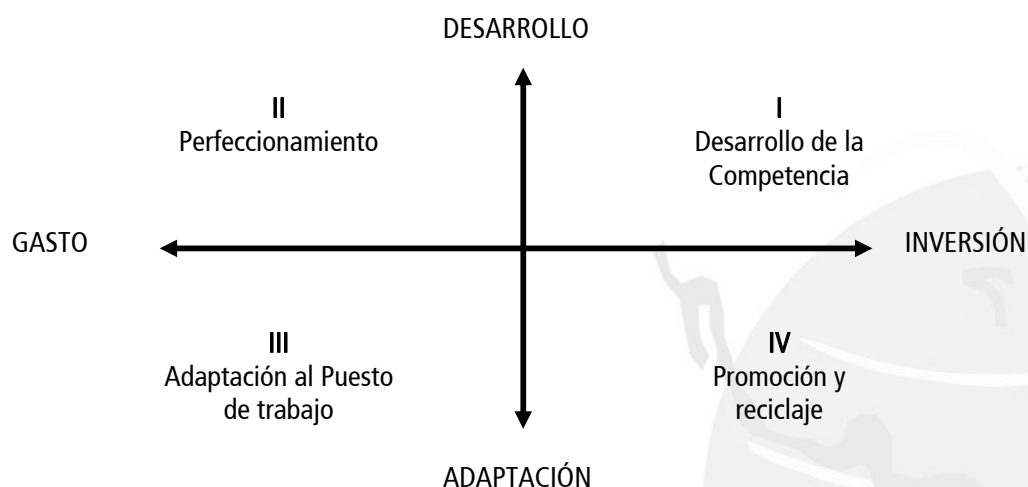 DESARROLLO
II
Perfeccionamiento
I
Desarrollo de la
Competencia
GASTO
INVERSIÓN
III
Adaptación al Puesto
de trabajo
IV
Promoción y
reciclaje
ADAPTACIÓN